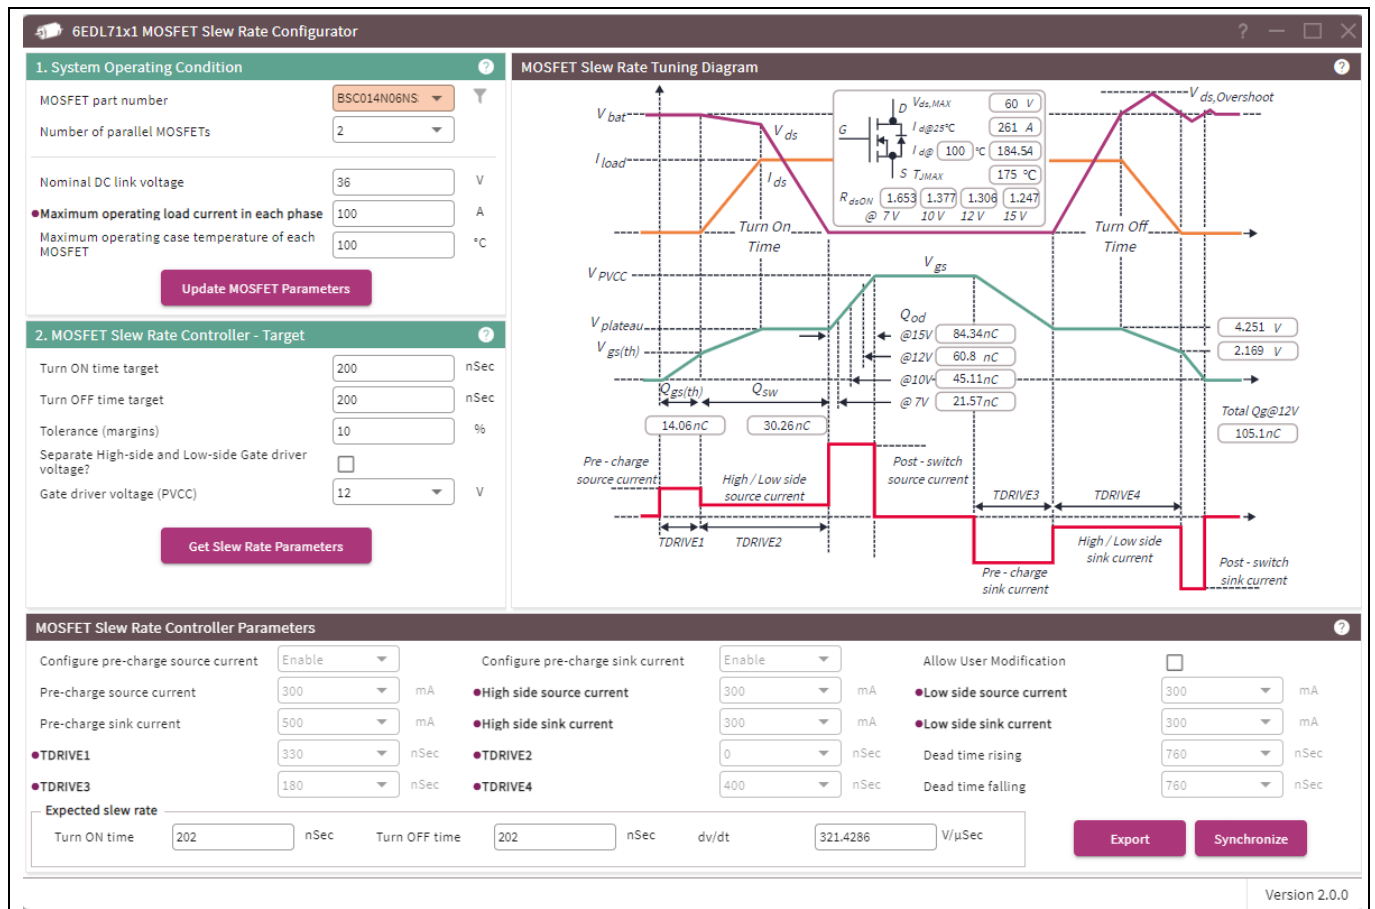 6EDL71x1 MOSFET Slew Rate Configurator
?
1. System Operating Condition
?
MOSFET part number
BSC014N06NS
Number of parallel MOSFETs
2
Nominal DC link voltage
36
V
Maximum operating load current in each phase
100
A
Maximum operating case temperature of each
MOSFET
100
°C
Update MOSFET Parameters
2. MOSFET Slew Rate Controller - Target
?
Turn ON time target
200
nSec
Turn OFF time target
200
nSec
Tolerance (margins)
10
%
Separate High-side and Low-side Gate driver
voltage?
Gate driver voltage (PVCC)
12
V
Get Slew Rate Parameters
MOSFET Slew Rate Tuning Diagram
?
V bat
V ds
V ds,Overshoot
G
D
S
Vds,MAX
60 V
I d@25°C
261 A
I d@ 100 °C 184.54
TJMAX
175 °C
R dsON 1.653 1.377 1.306 1.247
@ 7V 10V 12V 15V
I load
I ds
Turn On
Time
Turn Off
Time
V PVCC
V gs
V plateau
V gs(th)
Qod
@15V 84.34nC
@12V 60.8 nC
@10V 45.11nC
@ 7V 21.57nC
4.251 V
2.169 V
Qgs(th)
Qsw
14.06nC
30.26nC
Total Qg@12V
105.1nC
Pre - charge
source current
High / Low side
source current
Post - switch
source current
TDRIVE1
TDRIVE2
TDRIVE3
TDRIVE4
Pre - charge
sink current
High / Low side
sink current
Post - switch
sink current
MOSFET Slew Rate Controller Parameters
?
Configure pre-charge source current
Enable
Configure pre-charge sink current
Enable
Allow User Modification
Pre-charge source current
300
mA
High side source current
300
mA
Low side source current
300
mA
Pre-charge sink current
500
mA
High side sink current
300
mA
Low side sink current
300
mA
TDRIVE1
330
nSec
TDRIVE2
0
nSec
Dead time rising
760
nSec
TDRIVE3
180
nSec
TDRIVE4
400
nSec
Dead time falling
760
nSec
Expected slew rate
Turn ON time
202
nSec
Turn OFF time
202
nSec
dv/dt
321.4286
V/μSec
Export
Synchronize
Version 2.0.0